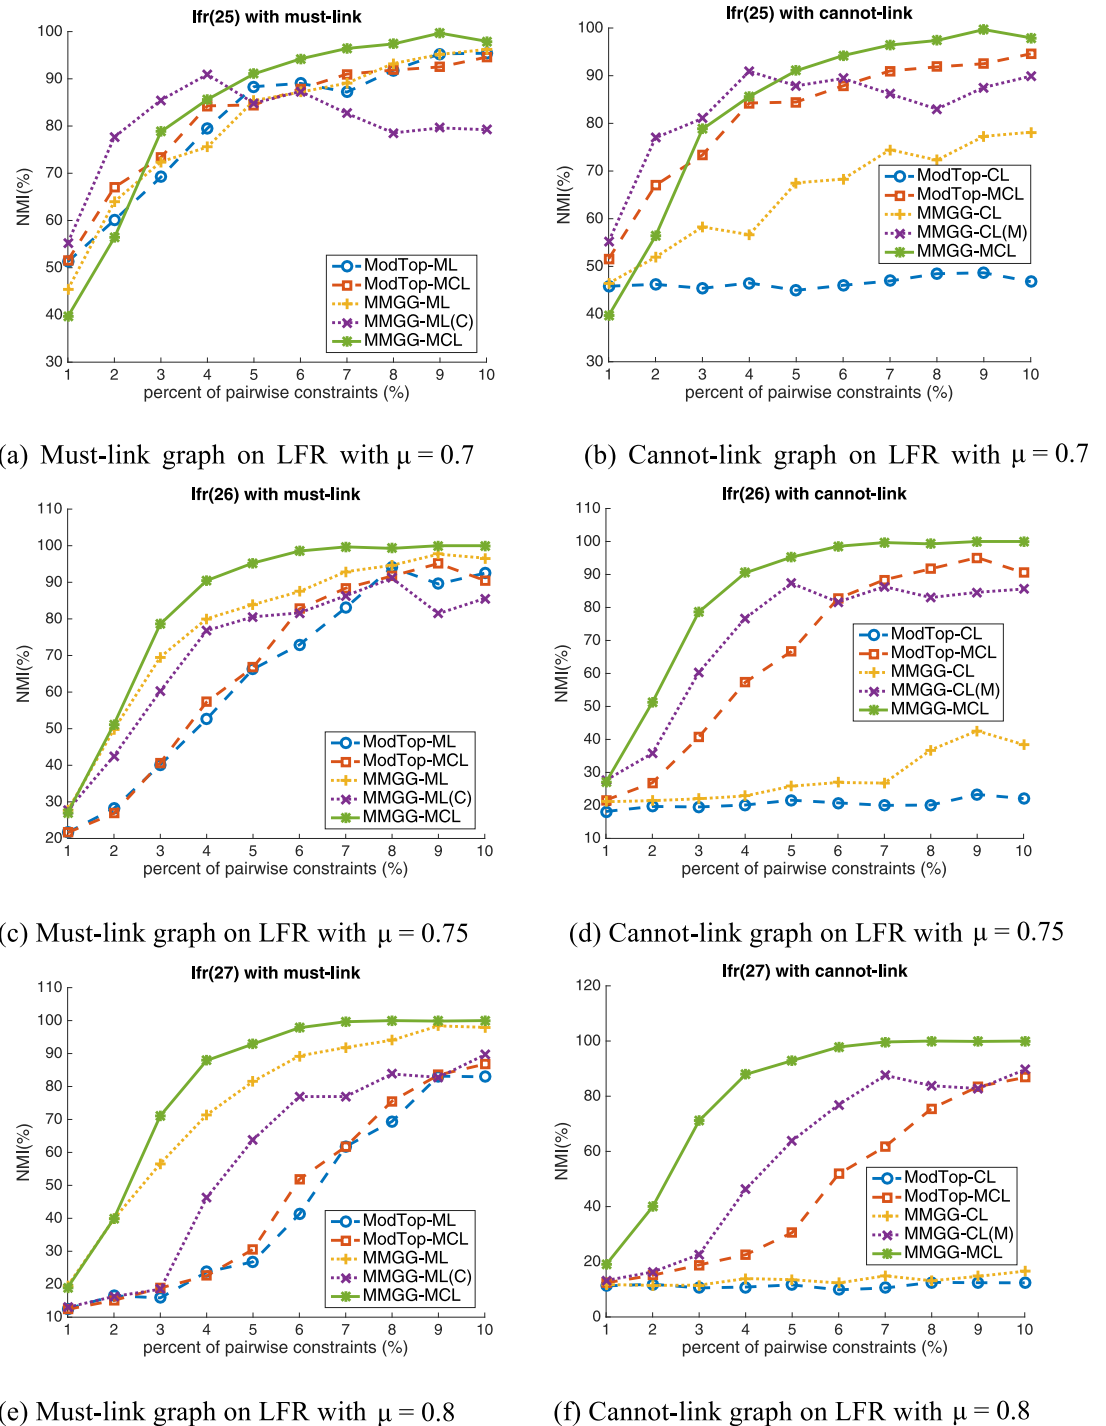 lfr(25) with must-link
100
90
80
70
60
50
40
30
NMI(%)
ModTop-ML
ModTop-MCL
MMGG-ML
MMGG-ML(C)
MMGG-MCL
1 2 3 4 5 6 7 8 9 10
percent of pairwise constraints (%)
lfr(25) with cannot-link
100
90
80
70
60
50
40
30
NMI(%)
ModTop-CL
ModTop-MCL
MMGG-CL
MMGG-CL(M)
MMGG-MCL
1 2 3 4 5 6 7 8 9 10
percent of pairwise constraints (%)
(a) Must-link graph on LFR with μ = 0.7
(b) Cannot-link graph on LFR with μ = 0.7
lfr(26) with must-link
110
100
90
80
70
60
50
40
30
20
NMI(%)
ModTop-ML
ModTop-MCL
MMGG-ML
MMGG-ML(C)
MMGG-MCL
1 2 3 4 5 6 7 8 9 10
percent of pairwise constraints (%)
lfr(26) with cannot-link
110
100
90
80
70
60
50
40
30
20
10
NMI(%)
ModTop-CL
ModTop-MCL
MMGG-CL
MMGG-CL(M)
MMGG-MCL
1 2 3 4 5 6 7 8 9 10
percent of pairwise constraints (%)
(c) Must-link graph on LFR with μ = 0.75
(d) Cannot-link graph on LFR with μ = 0.75
lfr(27) with must-link
110
100
90
80
70
60
50
40
30
20
10
NMI(%)
ModTop-ML
ModTop-MCL
MMGG-ML
MMGG-ML(C)
MMGG-MCL
1 2 3 4 5 6 7 8 9 10
percent of pairwise constraints (%)
lfr(27) with cannot-link
120
100
80
60
40
20
0
NMI(%)
ModTop-CL
ModTop-MCL
MMGG-CL
MMGG-CL(M)
MMGG-MCL
1 2 3 4 5 6 7 8 9 10
percent of pairwise constraints (%)
(e) Must-link graph on LFR with μ = 0.8
(f) Cannot-link graph on LFR with μ = 0.8